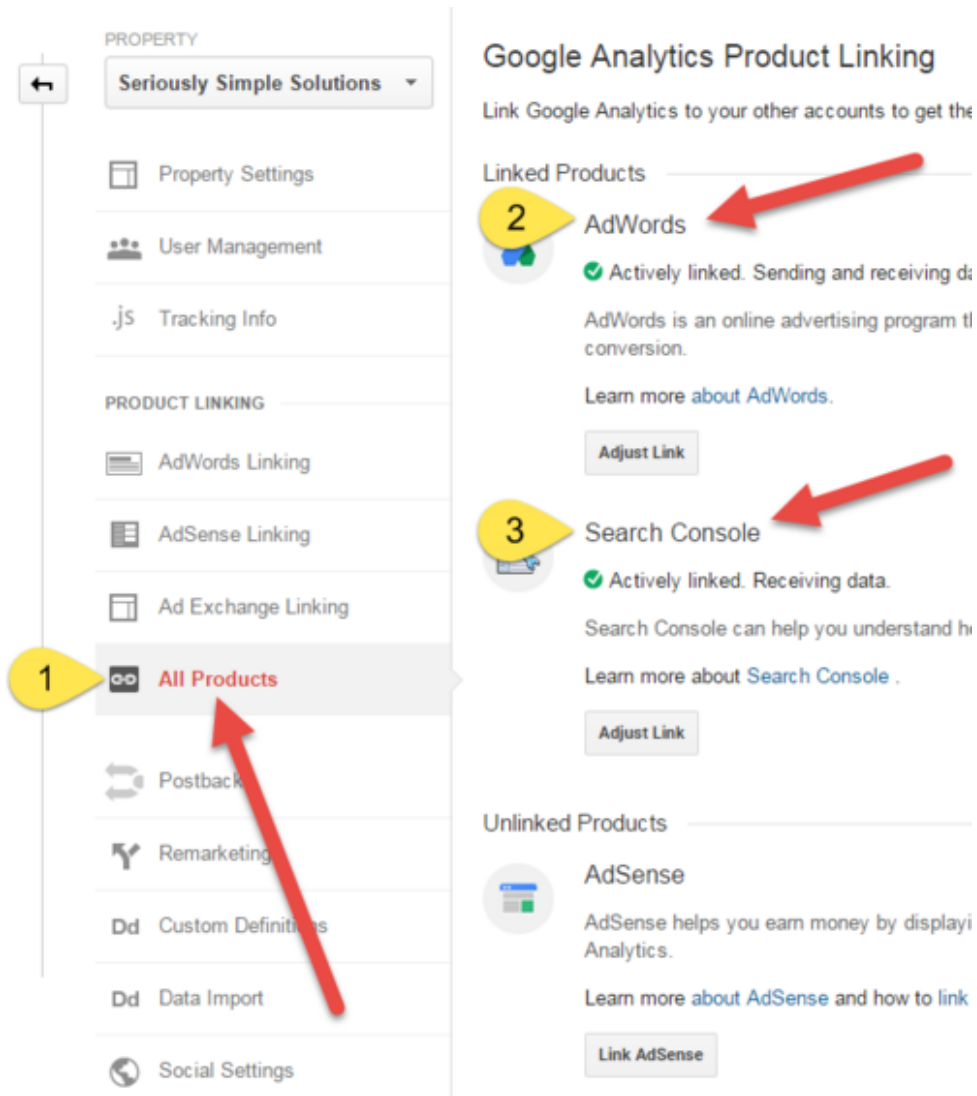 PROPERTY
Seriously Simple Solutions
Property Settings
User Management
.js Tracking Info
PRODUCT LINKING
AdWords Linking
AdSense Linking
Ad Exchange Linking
1
All Products
Postback
Remarketing
Dd Custom Definitions
Dd Data Import
Social Settings
Google Analytics Product Linking
Link Google Analytics to your other accounts to get the
Linked Products
2
AdWords
Actively linked. Sending and receiving da
AdWords is an online advertising program th
conversion.
Learn more about AdWords.
Adjust Link
3
Search Console
Actively linked. Receiving data.
Search Console can help you understand h
Learn more about Search Console .
Adjust Link
Unlinked Products
AdSense
AdSense helps you earn money by displayi
Analytics.
Learn more about AdSense and how to link
Link AdSense